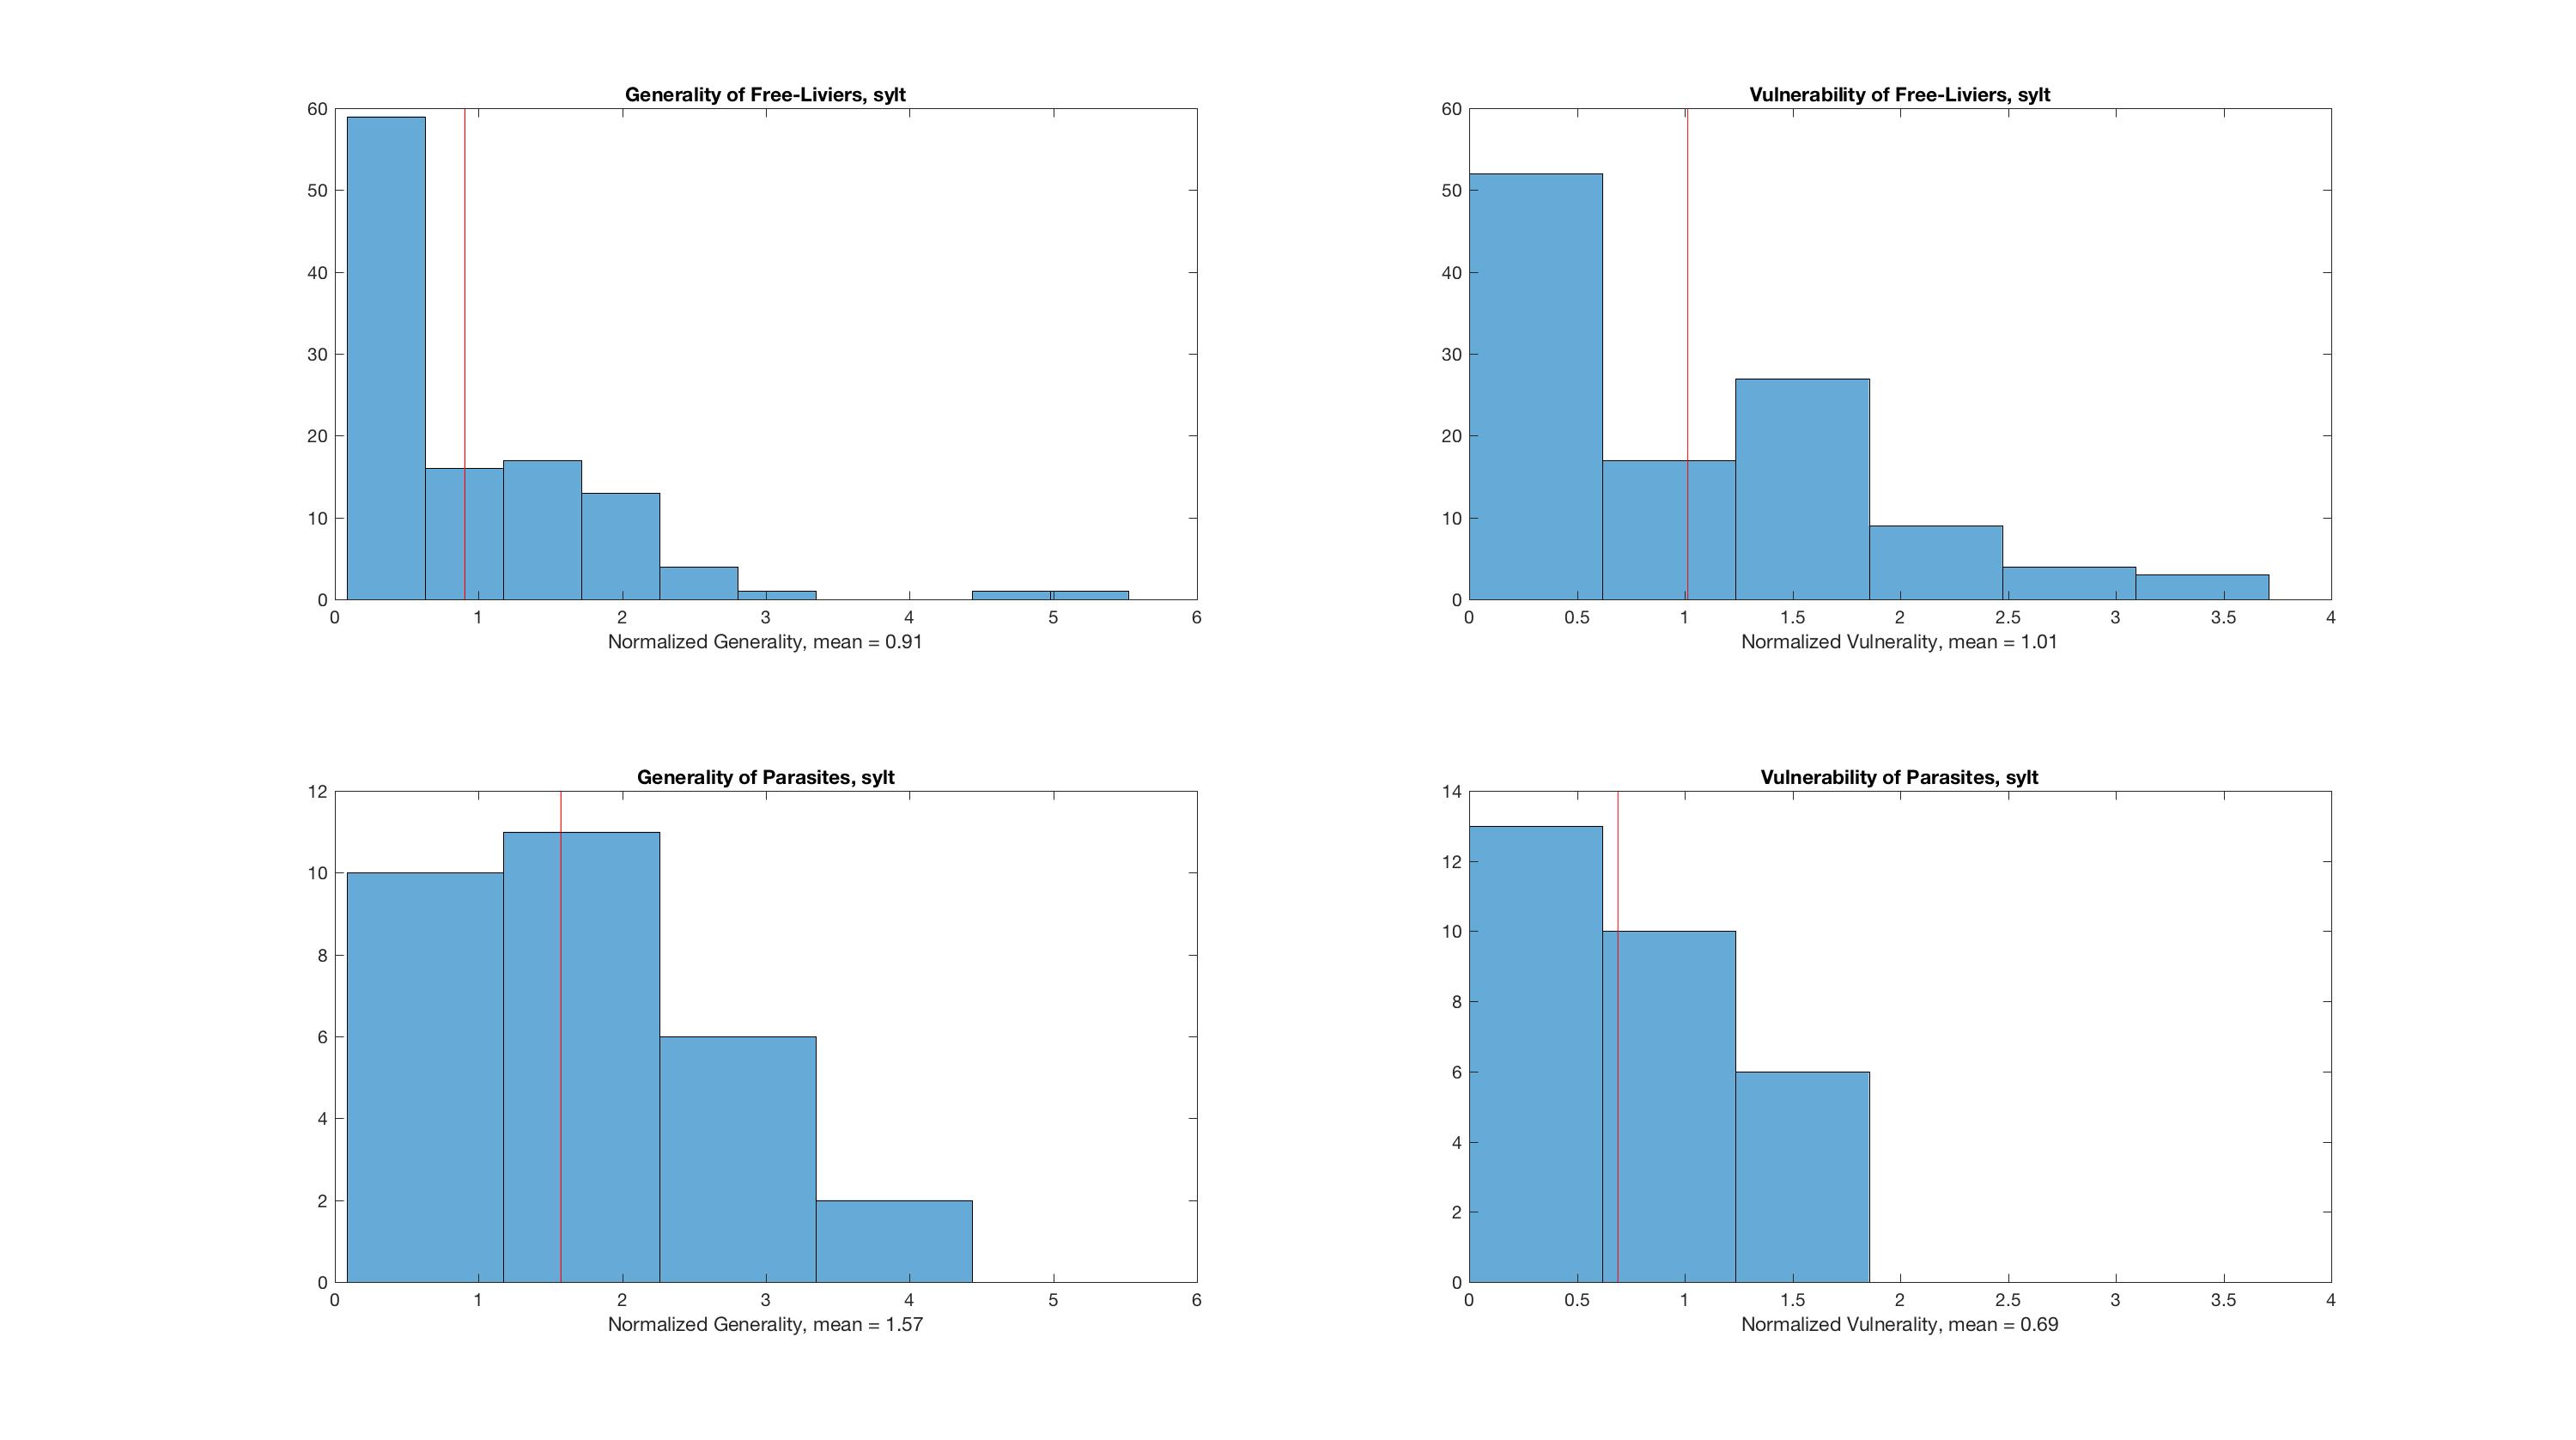 Generality of Free-Liviers, sylt
60
50
40
30
20
10
0
0 1 2 3 4 5 6
Normalized Generality, mean = 0.91
Vulnerability of Free-Liviers, sylt
60
50
40
30
20
10
0
0 0.5 1 1.5 2 2.5 3 3.5 4
Normalized Vulnerality, mean = 1.01
Generality of Parasites, sylt
12
10
8
6
4
2
0
0 1 2 3 4 5 6
Normalized Generality, mean = 1.57
Vulnerability of Parasites, sylt
14
12
10
8
6
4
2
0
0 0.5 1 1.5 2 2.5 3 3.5 4
Normalized Vulnerality, mean = 0.69